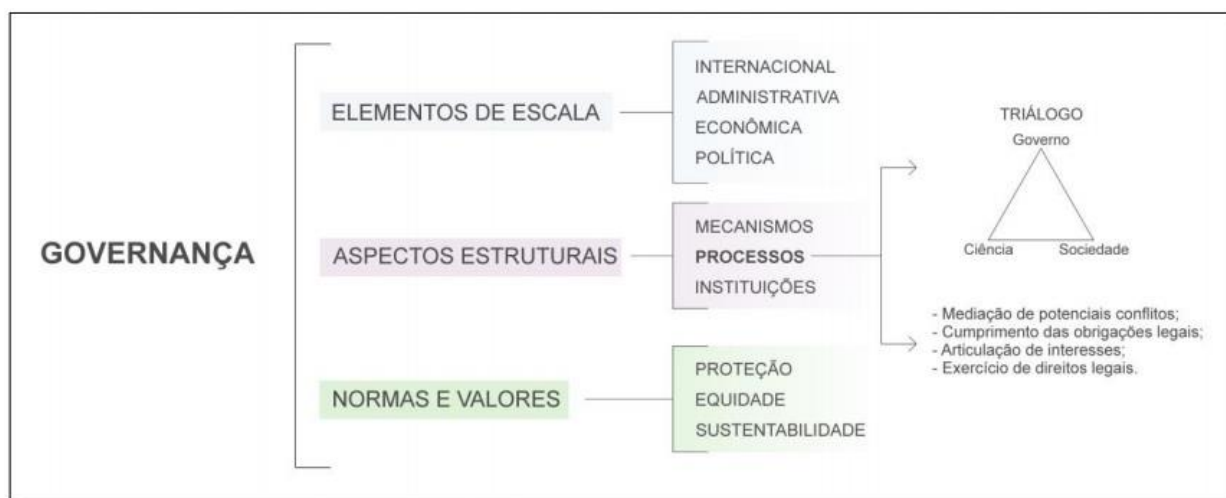 GOVERNANÇA
ELEMENTOS DE ESCALA
INTERNACIONAL
ADMINISTRATIVA
ECONÔMICA
POLÍTICA
ASPECTOS ESTRUTURAIS
MECANISMOS
PROCESSOS
INSTITUIÇÕES
NORMAS E VALORES
PROTEÇÃO
EQUIDADE
SUSTENTABILIDADE
TRIÁLOGO
Governo
Ciência
Sociedade
- Mediação de potenciais conflitos;
- Cumprimento das obrigações legais;
- Articulação de interesses;
- Exercício de direitos legais.